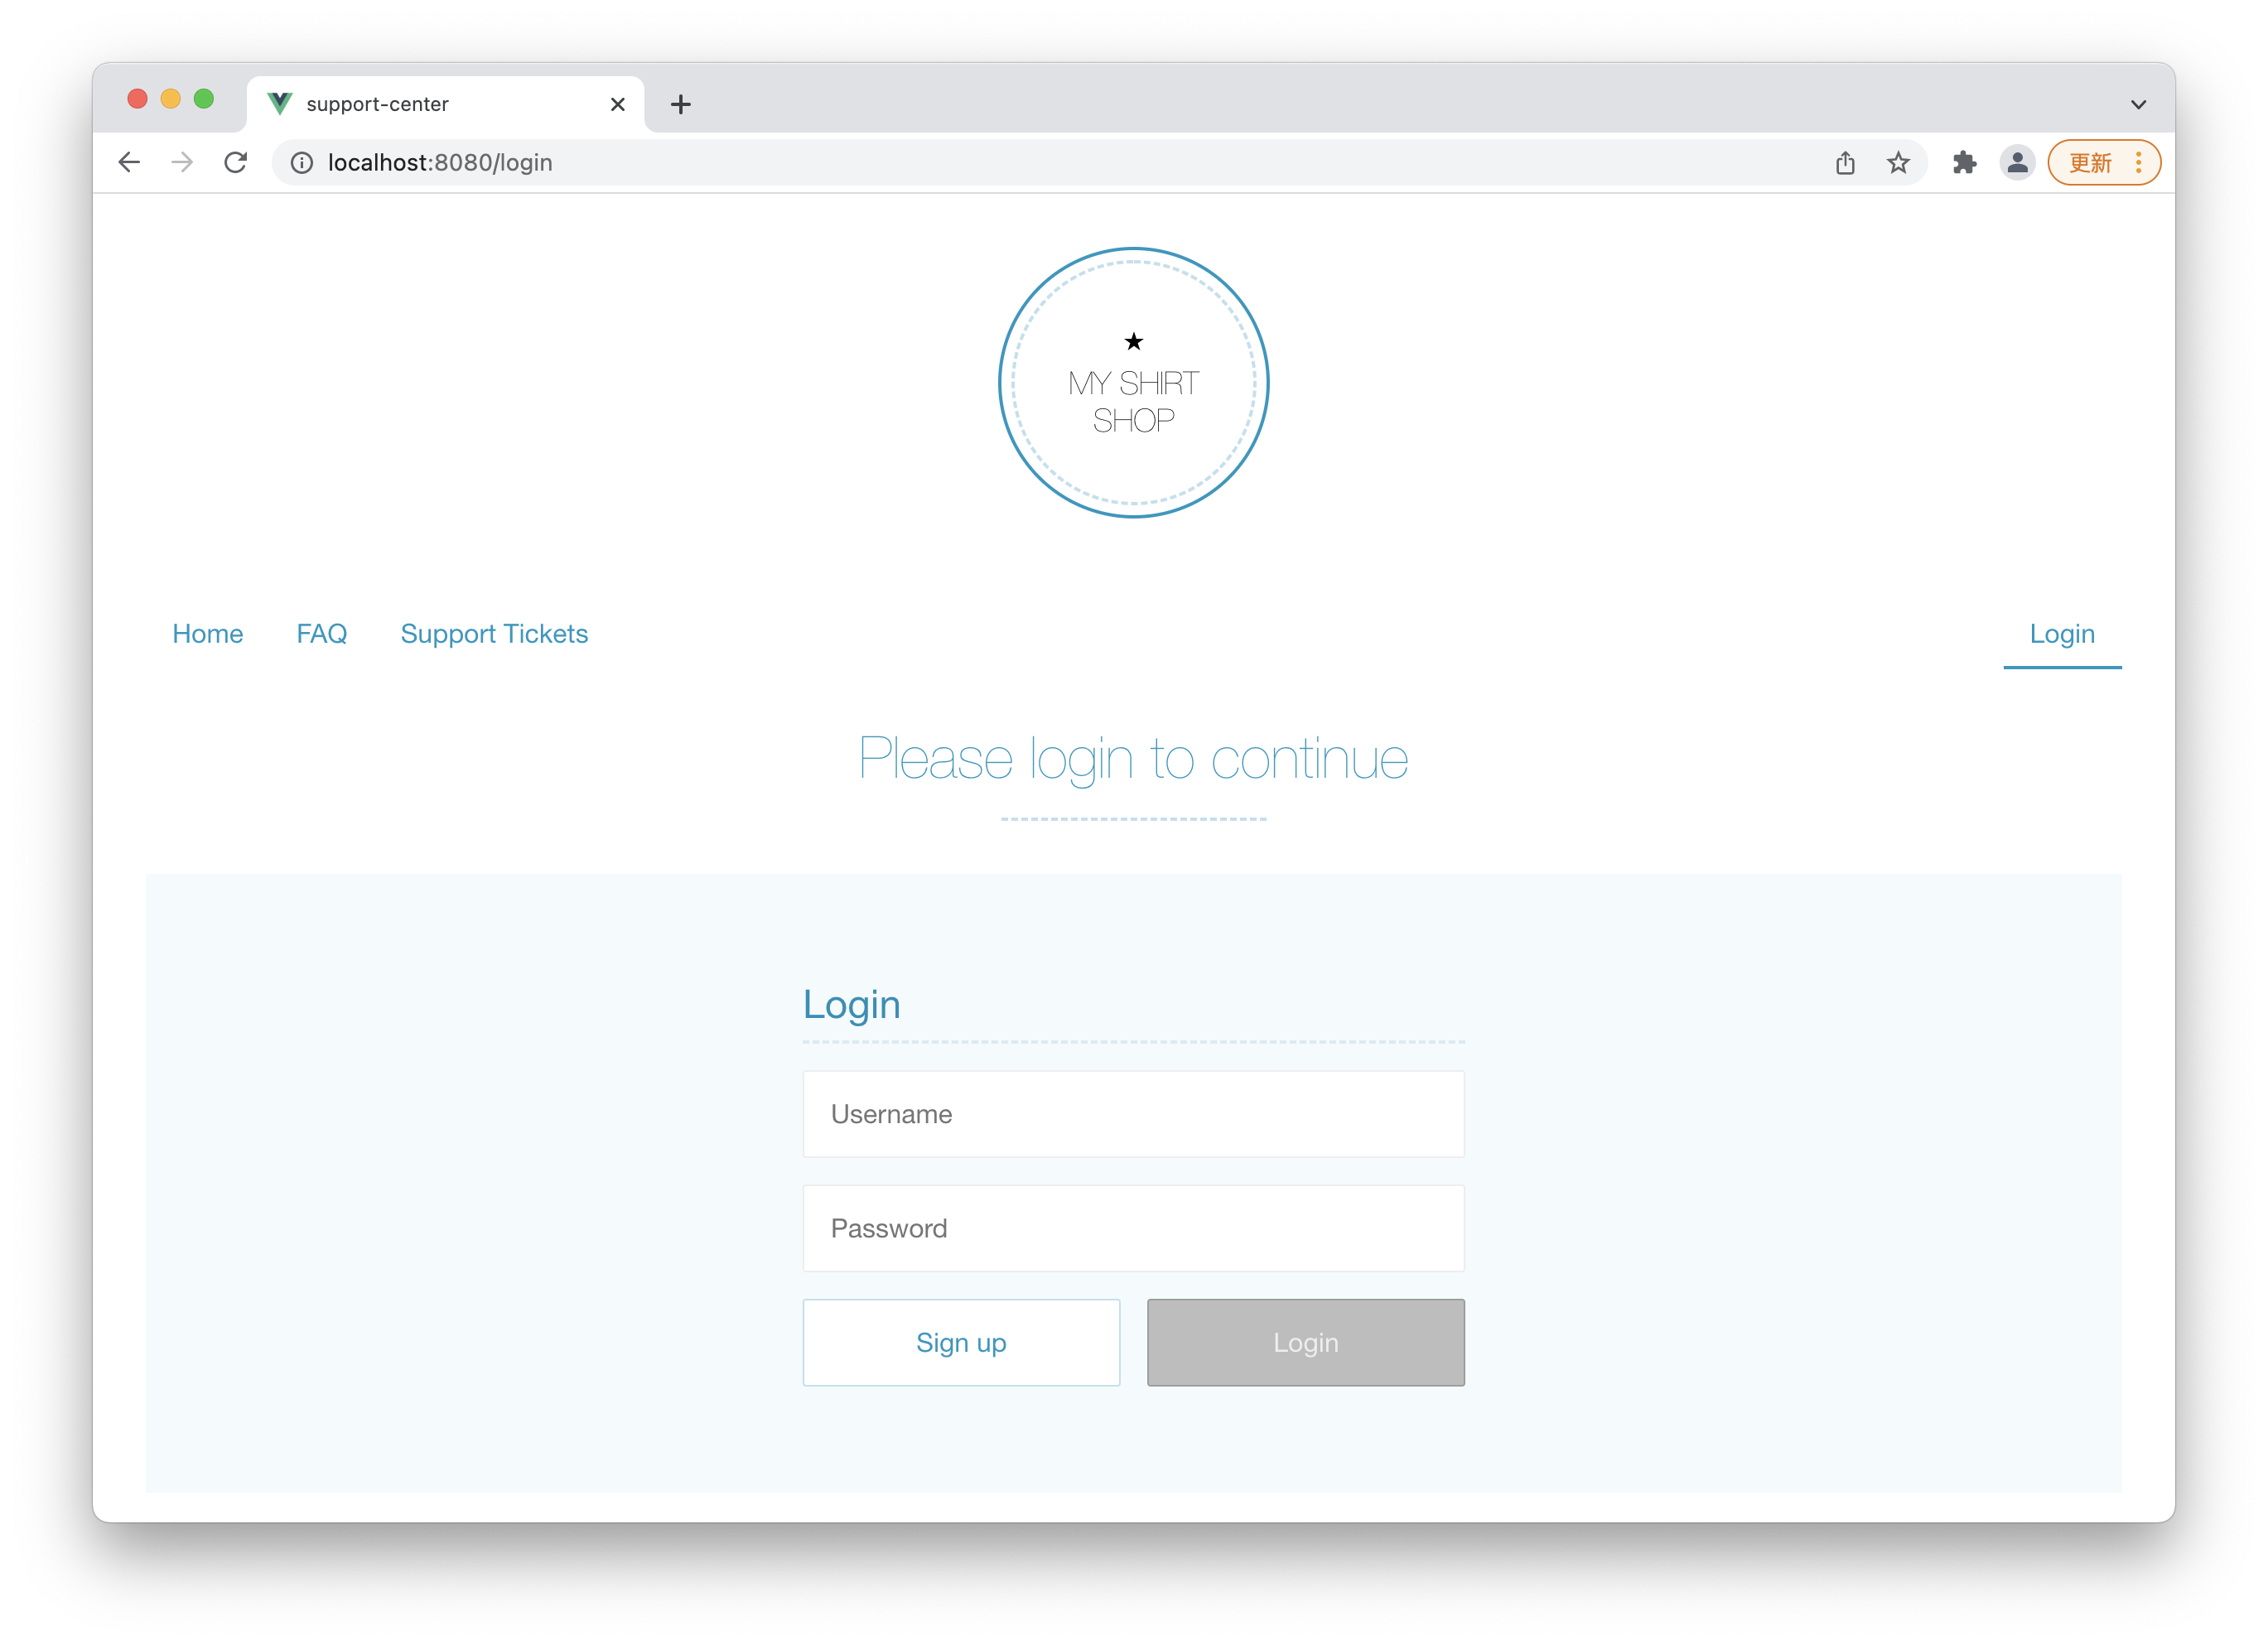 support-center
localhost:8080/login
更新
★
MY SHIRT
SHOP
Home FAQ Support Tickets Login
Please login to continue
Login
Username
Password
Sign up Login